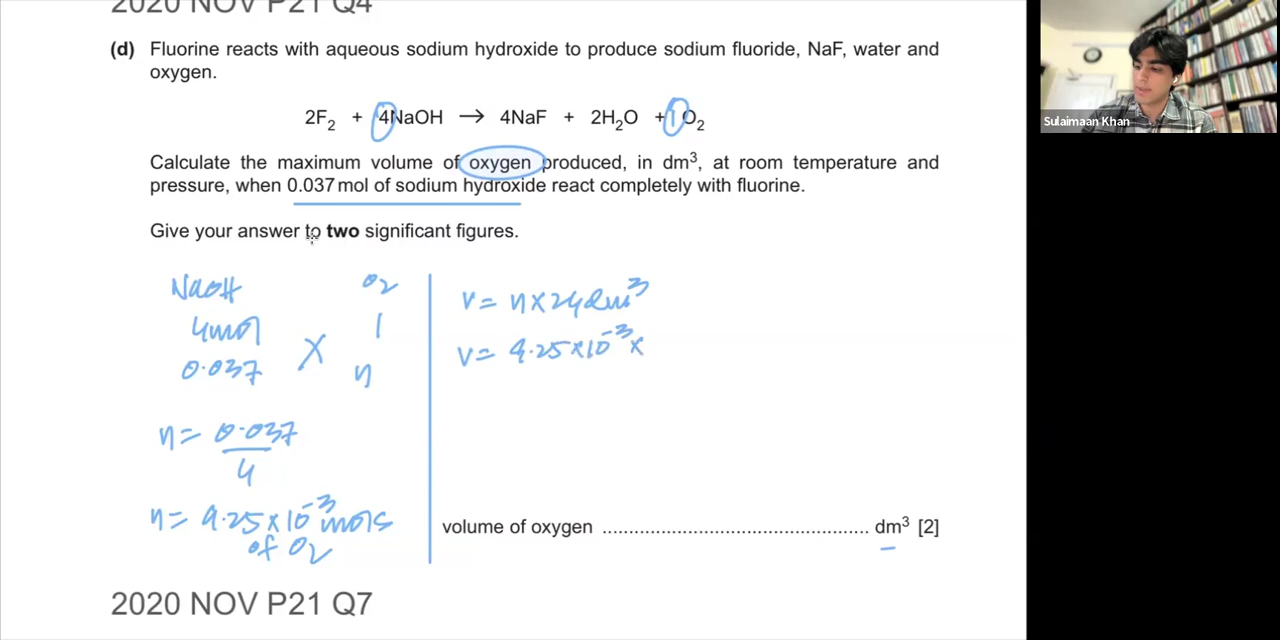 2020 NOV P21 Q4
(d) Fluorine reacts with aqueous sodium hydroxide to produce sodium fluoride, NaF, water and
oxygen.
2F₂ + 4NaOH → 4NaF + 2H₂O + 1 O₂
Calculate the maximum volume of oxygen produced, in dm³, at room temperature and
pressure, when 0.037 mol of sodium hydroxide react completely with fluorine.
Give your answer to two significant figures.
NaOH O₂
4mol 1
0.037 X n
n = 0.037
4
n = 9.25 × 10⁻³ mols
of O₂
V = n × 24dm³
V = 9.25 × 10⁻³ ×
volume of oxygen ................................................ dm³ [2]
2020 NOV P21 Q7
Sulaimaan Khan